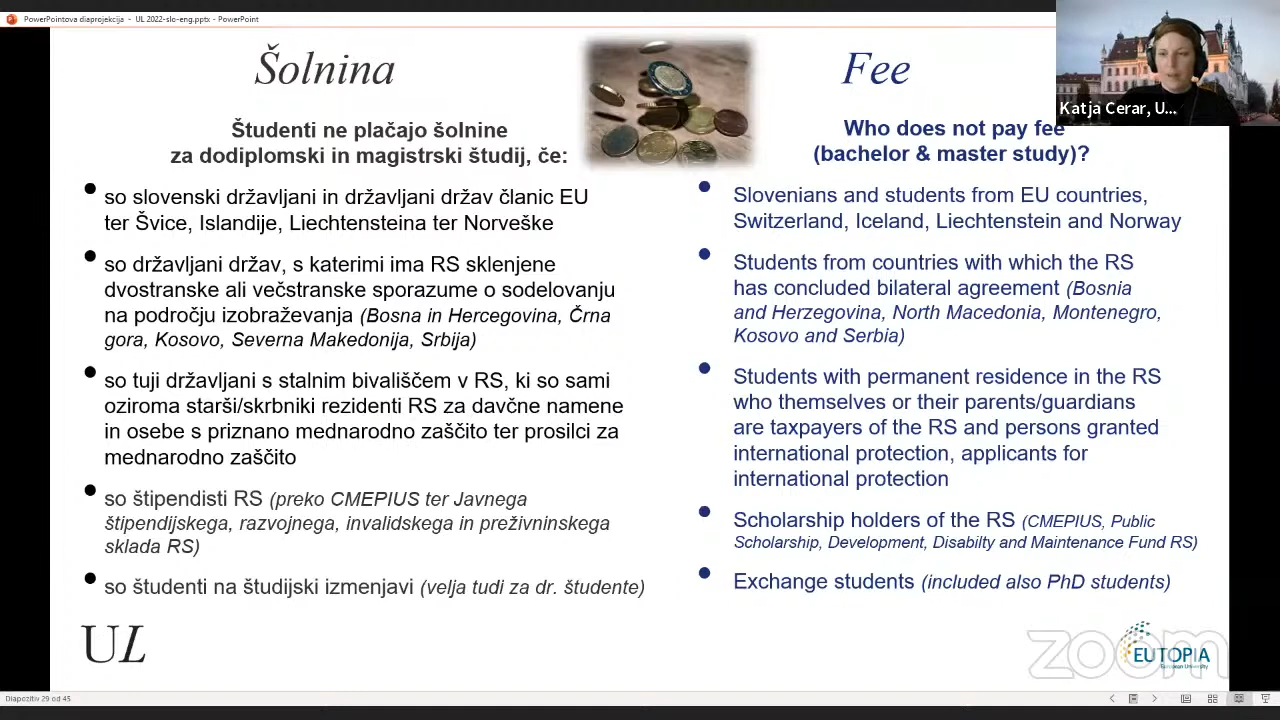 PowerPointova diaprojekcija - UL 2022-slo-eng.pptx - PowerPoint
Šolnina
Študenti ne plačajo šolnine
za dodiplomski in magistrski študij, če:
so slovenski državljani in državljani držav članic EU
ter Švice, Islandije, Liechtensteina ter Norveške
so državljani držav, s katerimi ima RS sklenjene
dvostranske ali večstranske sporazume o sodelovanju
na področju izobraževanja (Bosna in Hercegovina, Črna
gora, Kosovo, Severna Makedonija, Srbija)
so tuji državljani s stalnim bivališčem v RS, ki so sami
oziroma starši/skrbniki rezidenti RS za davčne namene
in osebe s priznano mednarodno zaščito ter prosilci za
mednarodno zaščito
so štipendisti RS (preko CMEPIUS ter Javnega
štipendijskega, razvojnega, invalidskega in preživninskega
sklada RS)
so študenti na študijski izmenjavi (velja tudi za dr. študente)
Fee
Who does not pay fee
(bachelor & master study)?
Slovenians and students from EU countries,
Switzerland, Iceland, Liechtenstein and Norway
Students from countries with which the RS
has concluded bilateral agreement (Bosnia
and Herzegovina, North Macedonia, Montenegro,
Kosovo and Serbia)
Students with permanent residence in the RS
who themselves or their parents/guardians
are taxpayers of the RS and persons granted
international protection, applicants for
international protection
Scholarship holders of the RS (CMEPIUS, Public
Scholarship, Development, Disabilty and Maintenance Fund RS)
Exchange students (included also PhD students)
Katja Cerar, U...
UL
zoom
EUTOPIA
European University
Diapozitiv 29 od 45